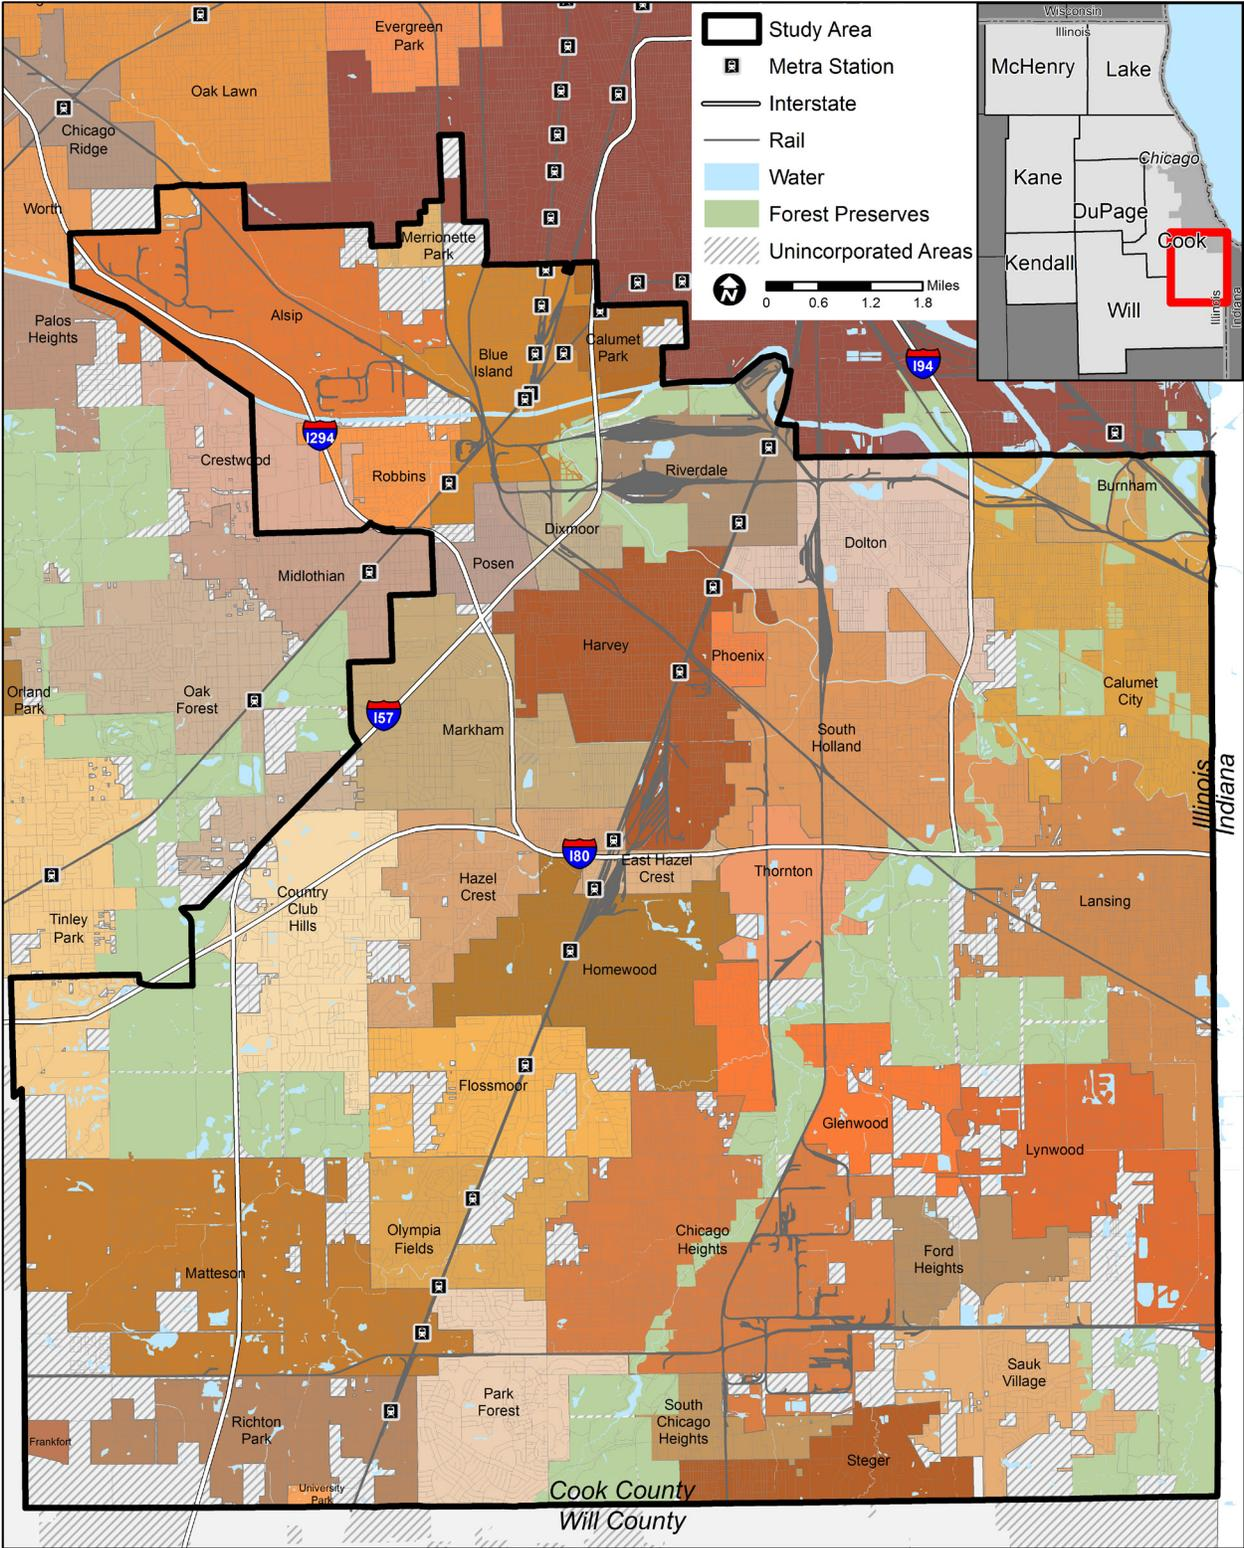 Evergreen
Park
Oak Lawn
Chicago
Ridge
Worth
Merrionette
Park
Palos
Heights
Alsip
Blue
Island
Calumet
Park
I294
I94
Crestwood
Robbins
Riverdale
Burnham
Dixmoor
Dolton
Midlothian
Posen
Harvey
Phoenix
Orland
Park
Oak
Forest
I57
Calumet
City
Markham
South
Holland
Illinois
Indiana
I80
East Hazel
Crest
Hazel
Crest
Thornton
Country
Club
Hills
Lansing
Tinley
Park
Homewood
Flossmoor
Glenwood
Lynwood
Olympia
Fields
Chicago
Heights
Ford
Heights
Matteson
Sauk
Village
Park
Forest
South
Chicago
Heights
Richton
Park
Frankfort
Steger
University
Park
Cook County
Will County
Study Area
Metra Station
Interstate
Rail
Water
Forest Preserves
Unincorporated Areas
N
Miles
0 0.6 1.2 1.8
Wisconsin
Illinois
McHenry
Lake
Chicago
Kane
DuPage
Cook
Kendall
Will
Illinois
Indiana